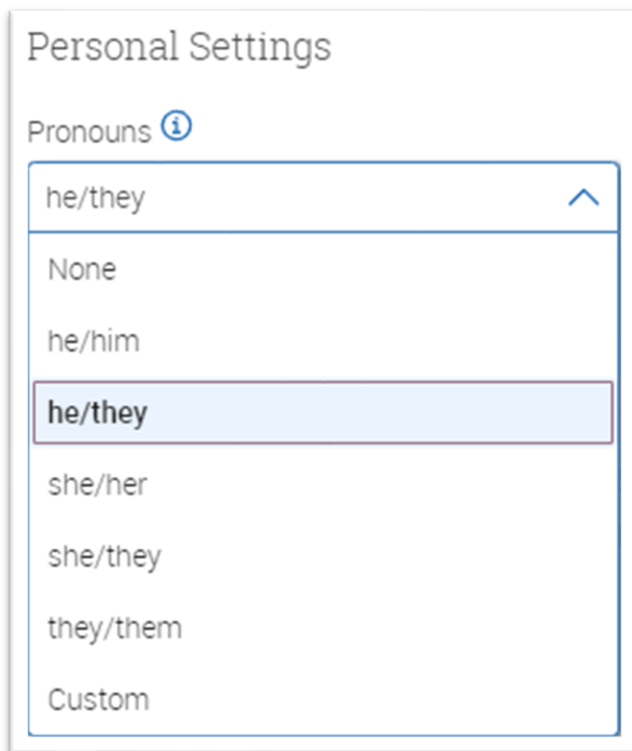 Personal Settings
Pronouns
he/they
None
he/him
he/they
she/her
she/they
they/them
Custom